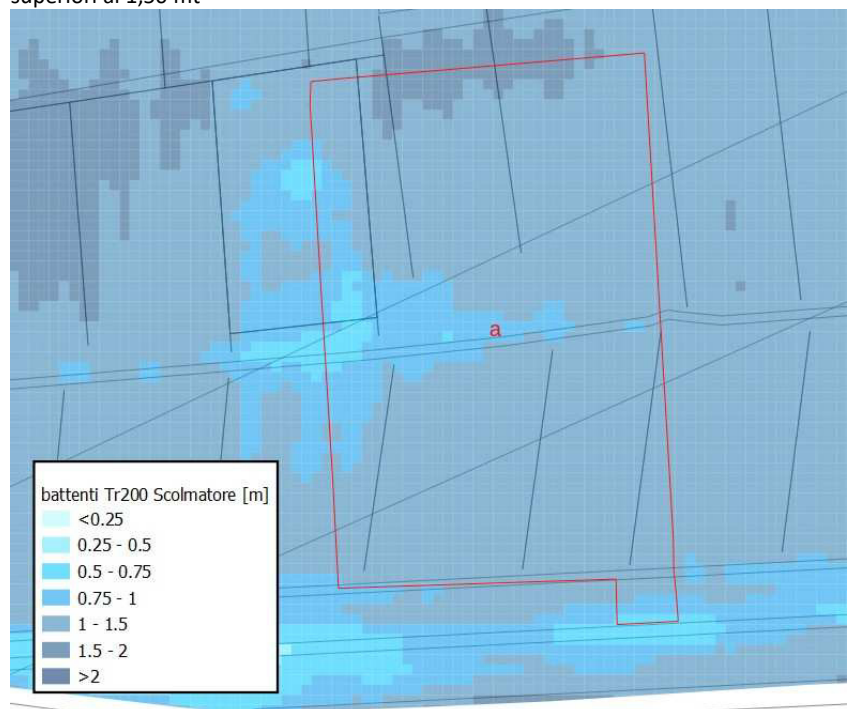 superiori ai 1,50 mt
a
battenti Tr200 Scolmatore [m]
<0.25
0.25 - 0.5
0.5 - 0.75
0.75 - 1
1 - 1.5
1.5 - 2
>2